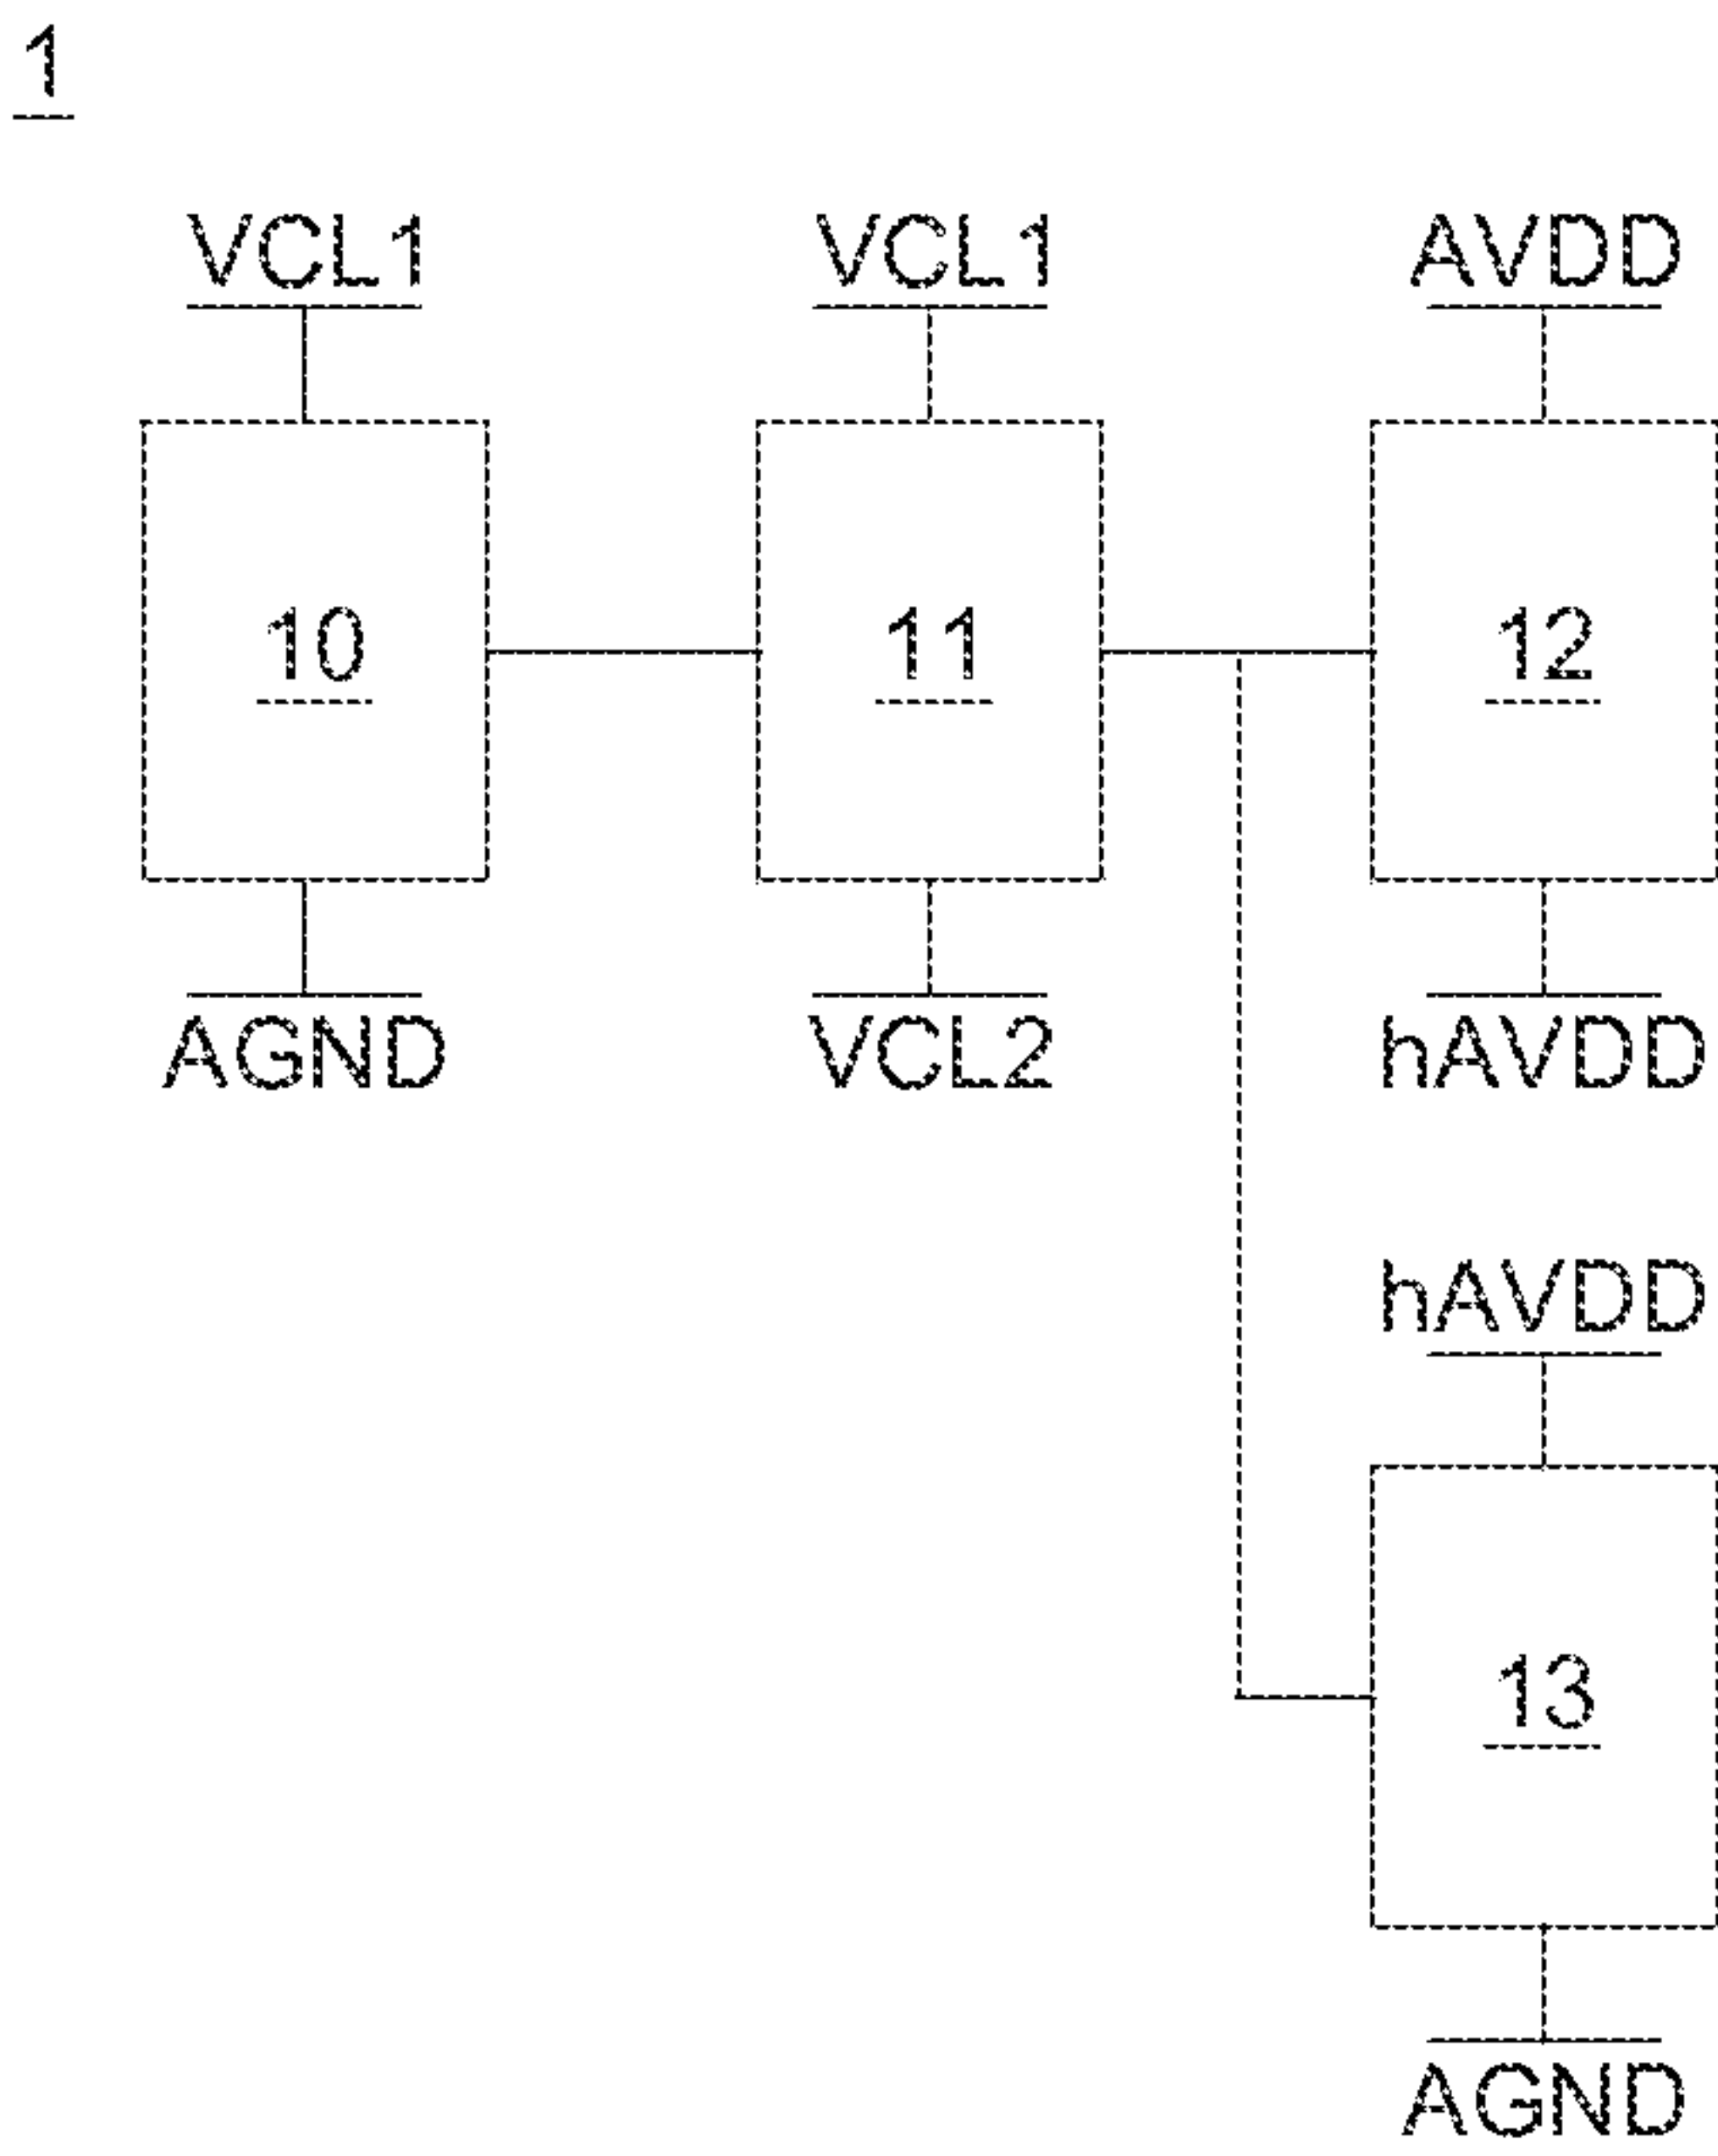 1
VCL1 VCL1 AVDD
10 11 12
AGND VCL2 hAVDD
hAVDD
13
AGND